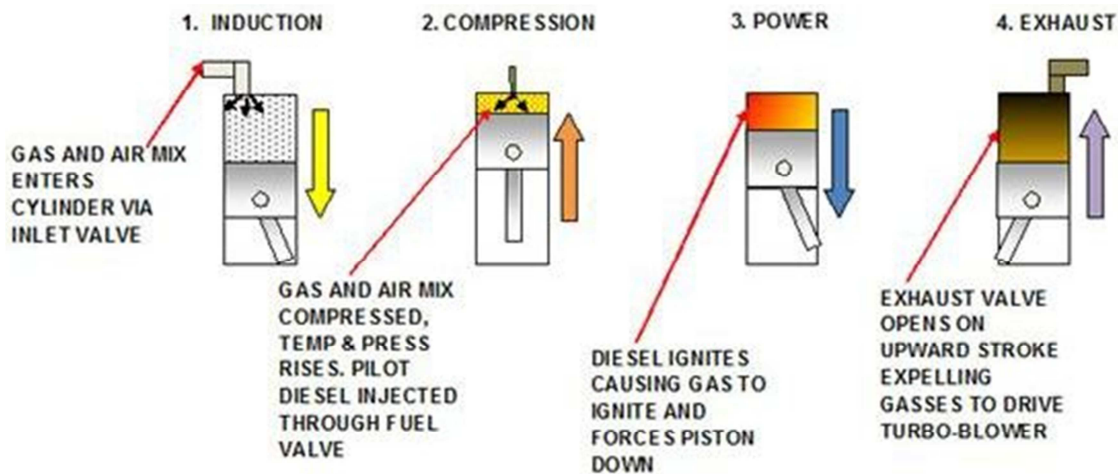 1. INDUCTION
2. COMPRESSION
3. POWER
4. EXHAUST
GAS AND AIR MIX
ENTERS
CYLINDER VIA
INLET VALVE
GAS AND AIR MIX
COMPRESSED,
TEMP & PRESS
RISES. PILOT
DIESEL INJECTED
THROUGH FUEL
VALVE
DIESEL IGNITES
CAUSING GAS TO
IGNITE AND
FORCES PISTON
DOWN
EXHAUST VALVE
OPENS ON
UPWARD STROKE
EXPELLING
GASSES TO DRIVE
TURBO-BLOWER